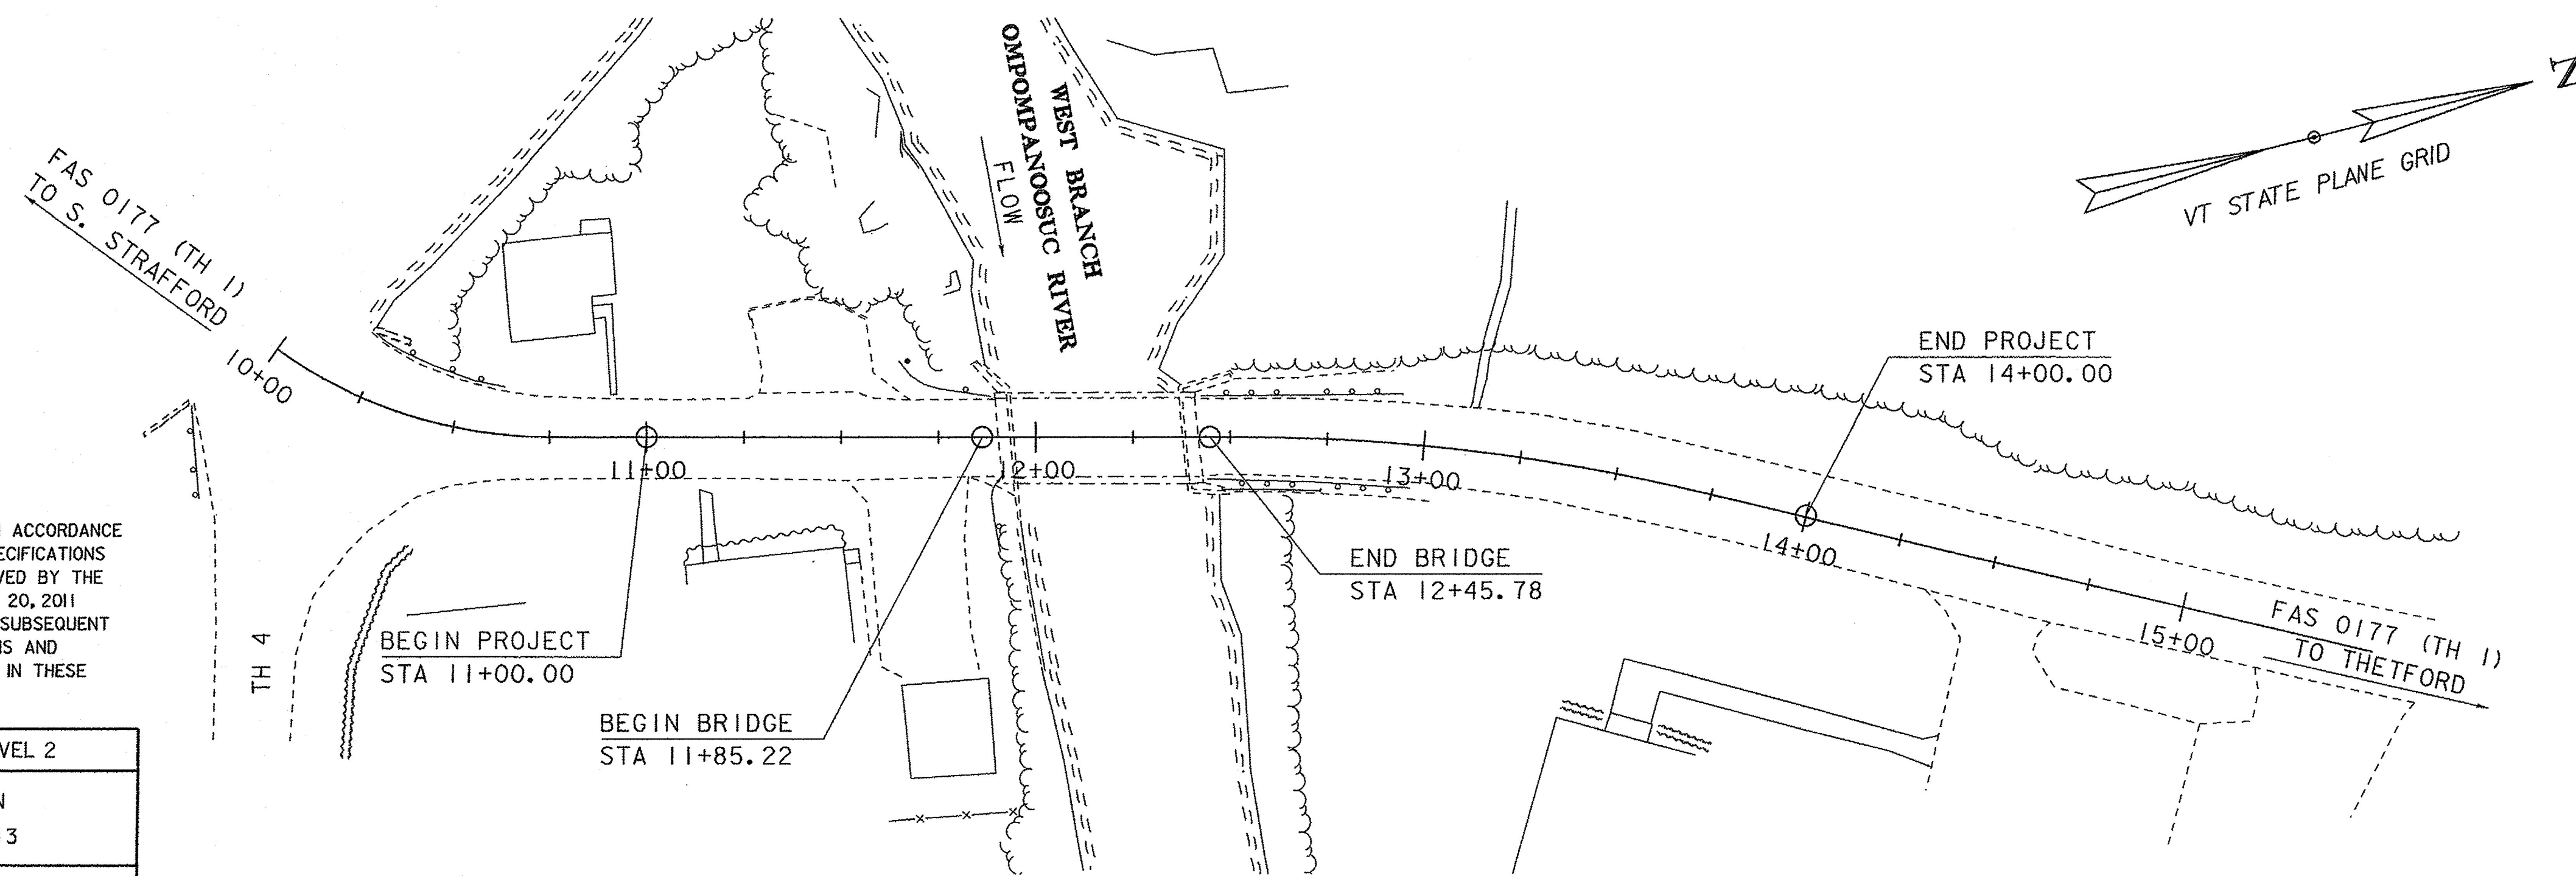 FAS 0177 (TH 1)
TO S. STRAFFORD
10+00
WEST BRANCH
OMPOMPANOOSUC RIVER
FLOW
N
VT STATE PLANE GRID
END PROJECT
STA 14+00.00
11+00
12+00
13+00
14+00
15+00
END BRIDGE
STA 12+45.78
FAS 0177 (TH 1)
TO THETFORD
BEGIN PROJECT
STA 11+00.00
BEGIN BRIDGE
STA 11+85.22
TH 4
ACCORDANCE
ECIFICATIONS
VED BY THE
20, 2011
SUBSEQUENT
NS AND
IN THESE
VEL 2
N
3